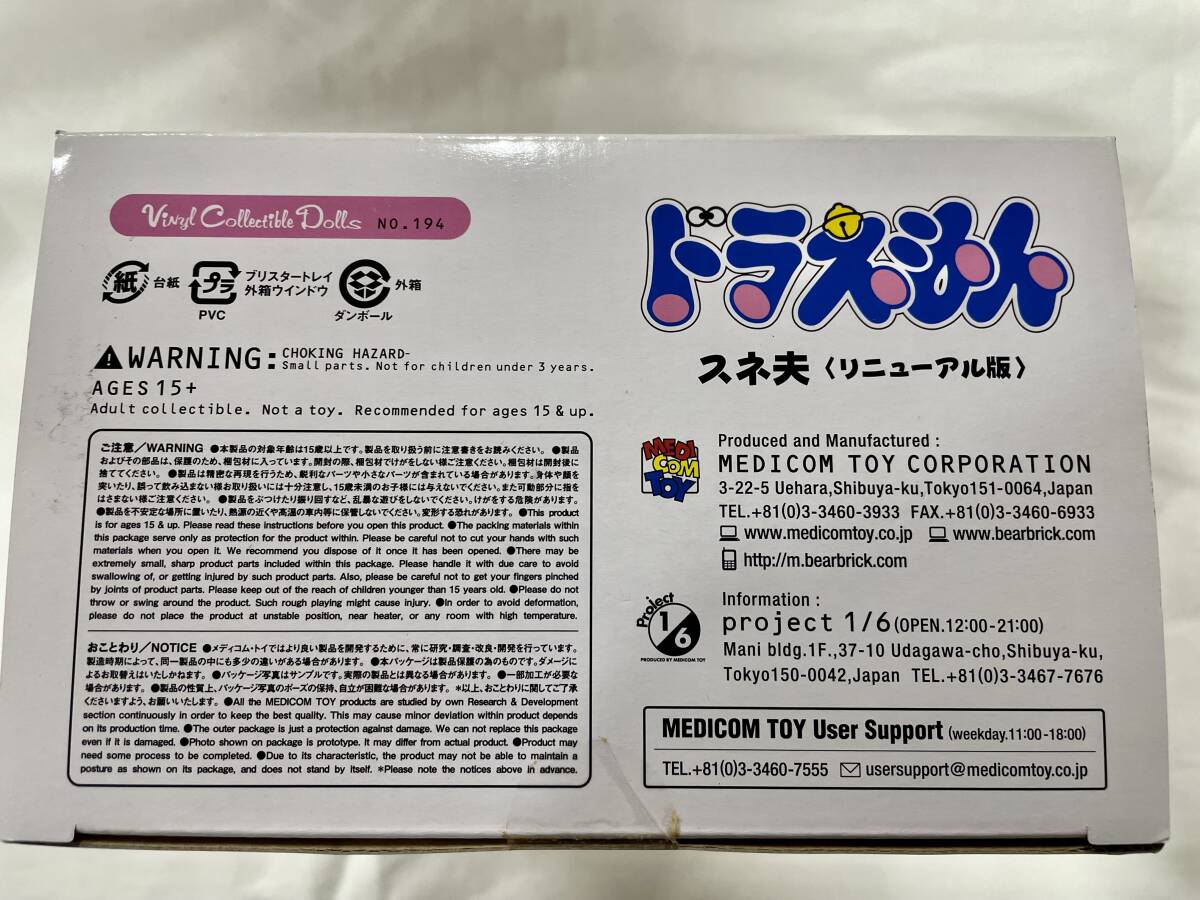 Vinyl Collectible Dolls NO.194
紙 台紙
プラ ブリスタートレイ
外箱ウインドウ
PVC
外箱
ダンボール
WARNING: CHOKING HAZARD-
Small parts. Not for children under 3 years.
AGES 15+
Adult collectible. Not a toy. Recommended for ages 15 & up.
ご注意/WARNING ●本製品の対象年齢は15歳以上です。製品を取り扱う前に注意書きをお読みください。 ●製品
およびその部品は、保護のため、梱包材に入っています。開封の際、梱包材でけがをしない様ご注意ください。梱包材は開封後に
捨ててください。 ●製品は精密な再現を行うため、鋭利なパーツや小さなパーツが含まれている場合があります。身体や顔を
突いたり、誤って飲み込まない様お取り扱いには十分注意し、15歳未満のお子様には与えないでください。また可動部分に指を
はさまない様ご注意ください。 ●製品をぶつけたり振り回すなど、乱暴な遊びをしないでください。けがをする危険があります。
●製品を不安定な場所に置いたり、熱源の近くや高温の車内等に保管しないでください。変形する恐れがあります。 ●This product
is for ages 15 & up. Please read these instructions before you open this product. ●The packing materials within
this package serve only as protection for the product within. Please be careful not to cut your hands with such
materials when you open it. We recommend you dispose of it once it has been opened. ●There may be
extremely small, sharp product parts included within this package. Please handle it with due care to avoid
swallowing of, or getting injured by such product parts. Also, please be careful not to get your fingers pinched
by joints of product parts. Please keep out of the reach of children younger than 15 years old. ●Please do not
throw or swing around the product. Such rough playing might cause injury. ●In order to avoid deformation,
please do not place the product at unstable position, near heater, or any room with high temperature.
おことわり/NOTICE ●メディコム・トイではより良い製品を開発するために、常に研究・調査・改良・開発を行っています。
製造時期によって、同一製品の中にも多少の違いがある場合があります。 ●本パッケージは製品保護の為のものです。ダメージに
よるお取替えはいたしかねます。 ●パッケージ写真はサンプルです。実際の製品とは異なる場合があります。 ●一部加工が必要な
場合があります。 ●製品の性質上、パッケージ写真のポーズの保持、自立が困難な場合があります。 *以上、おことわりに関してご了承
くださいますよう、お願いいたします。 ●All the MEDICOM TOY products are studied by own Research & Development
section continuously in order to keep the best quality. This may cause minor deviation within product depends
on its production time. ●The outer package is just a protection against damage. We can not replace this package
even if it is damaged. ●Photo shown on package is prototype. It may differ from actual product. ●Product may
need some process to be completed. ●Due to its characteristic, the product may not be able to maintain a
posture as shown on its package, and does not stand by itself. *Please note the notices above in advance.
ドラえもん
スネ夫〈リニューアル版〉
MEDI
COM
TOY
Produced and Manufactured :
MEDICOM TOY CORPORATION
3-22-5 Uehara,Shibuya-ku,Tokyo151-0064,Japan
TEL.+81(0)3-3460-3933 FAX.+81(0)3-3460-6933
www.medicomtoy.co.jp www.bearbrick.com
http://m.bearbrick.com
Project
1/6
PRODUCED BY MEDICOM TOY
Information :
project 1/6 (OPEN.12:00-21:00)
Mani bldg.1F.,37-10 Udagawa-cho,Shibuya-ku,
Tokyo150-0042,Japan TEL.+81(0)3-3467-7676
MEDICOM TOY User Support (weekday.11:00-18:00)
TEL.+81(0)3-3460-7555 usersupport@medicomtoy.co.jp